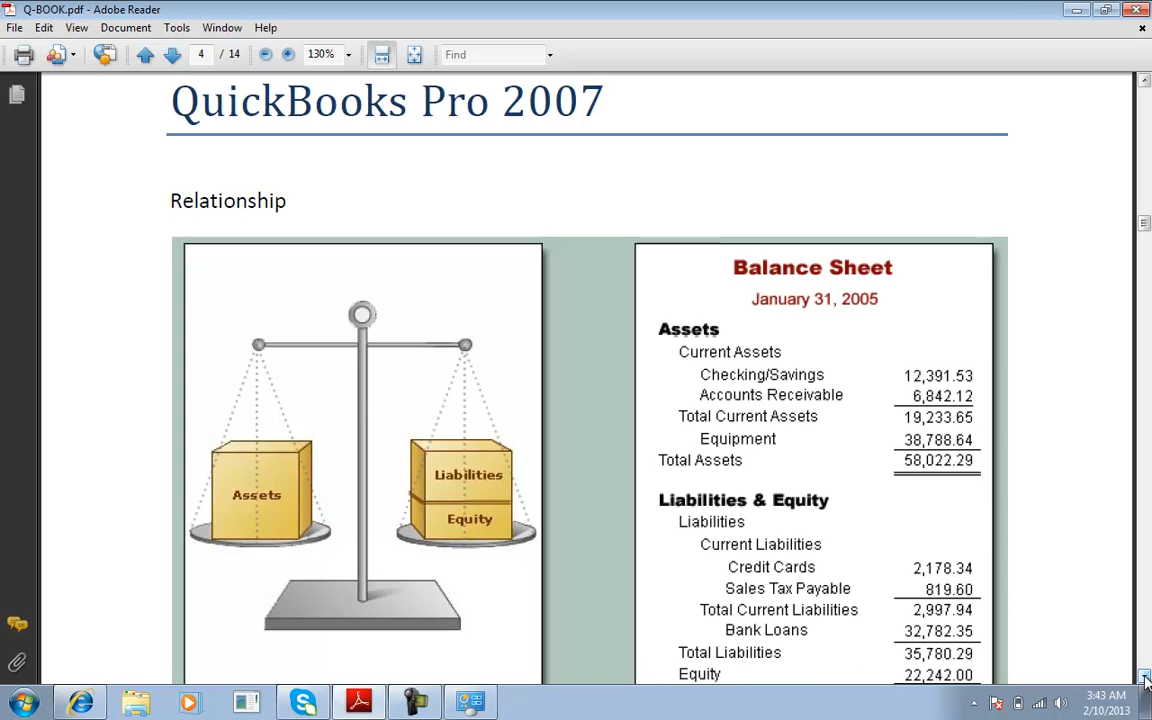 Q-BOOK.pdf - Adobe Reader
File Edit View Document Tools Window Help
4 / 14 130% Find
QuickBooks Pro 2007
Relationship
Assets
Liabilities
Equity
Balance Sheet
January 31, 2005
Assets
Current Assets
Checking/Savings 12,391.53
Accounts Receivable 6,842.12
Total Current Assets 19,233.65
Equipment 38,788.64
Total Assets 58,022.29
Liabilities & Equity
Liabilities
Current Liabilities
Credit Cards 2,178.34
Sales Tax Payable 819.60
Total Current Liabilities 2,997.94
Bank Loans 32,782.35
Total Liabilities 35,780.29
Equity 22,242.00
3:43 AM
2/10/2013